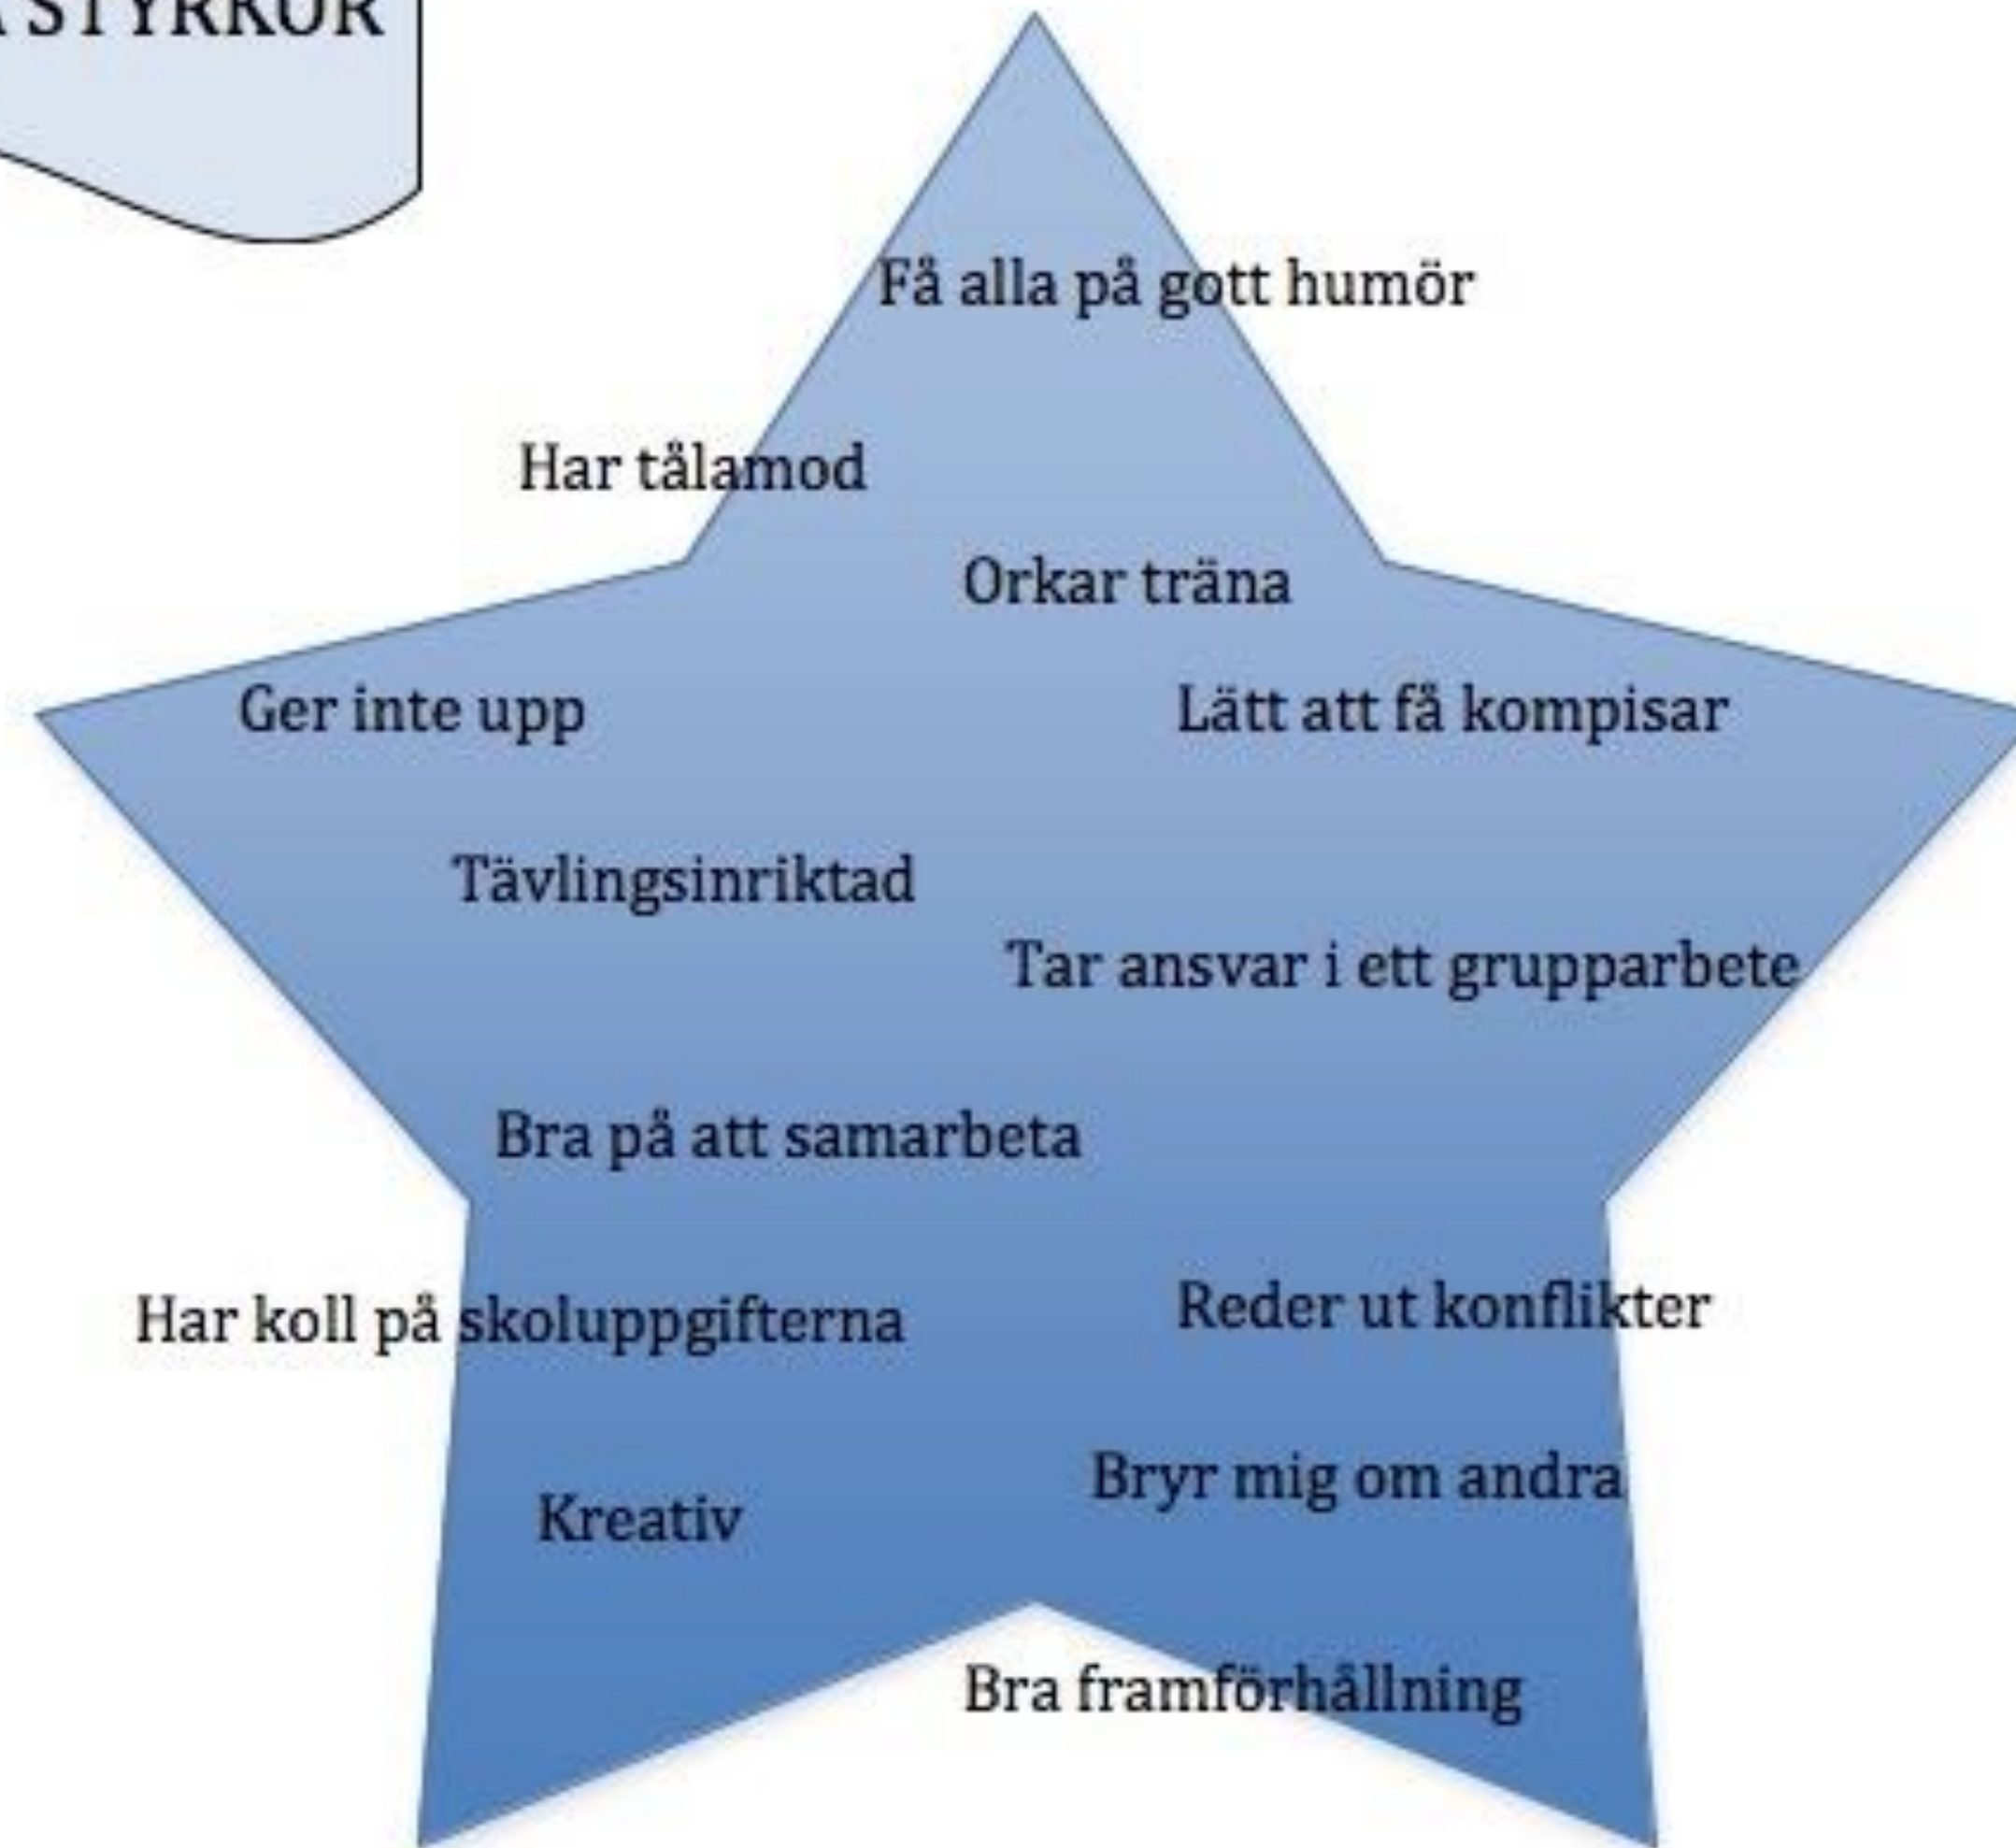 STYRKOR
Få alla på gott humör
Har tålamod
Orkar träna
Ger inte upp
Lätt att få kompisar
Tävlingsinriktad
Tar ansvar i ett grupparbete
Bra på att samarbeta
Har koll på skoluppgifterna
Reder ut konflikter
Bryr mig om andra
Kreativ
Bra framförhållning